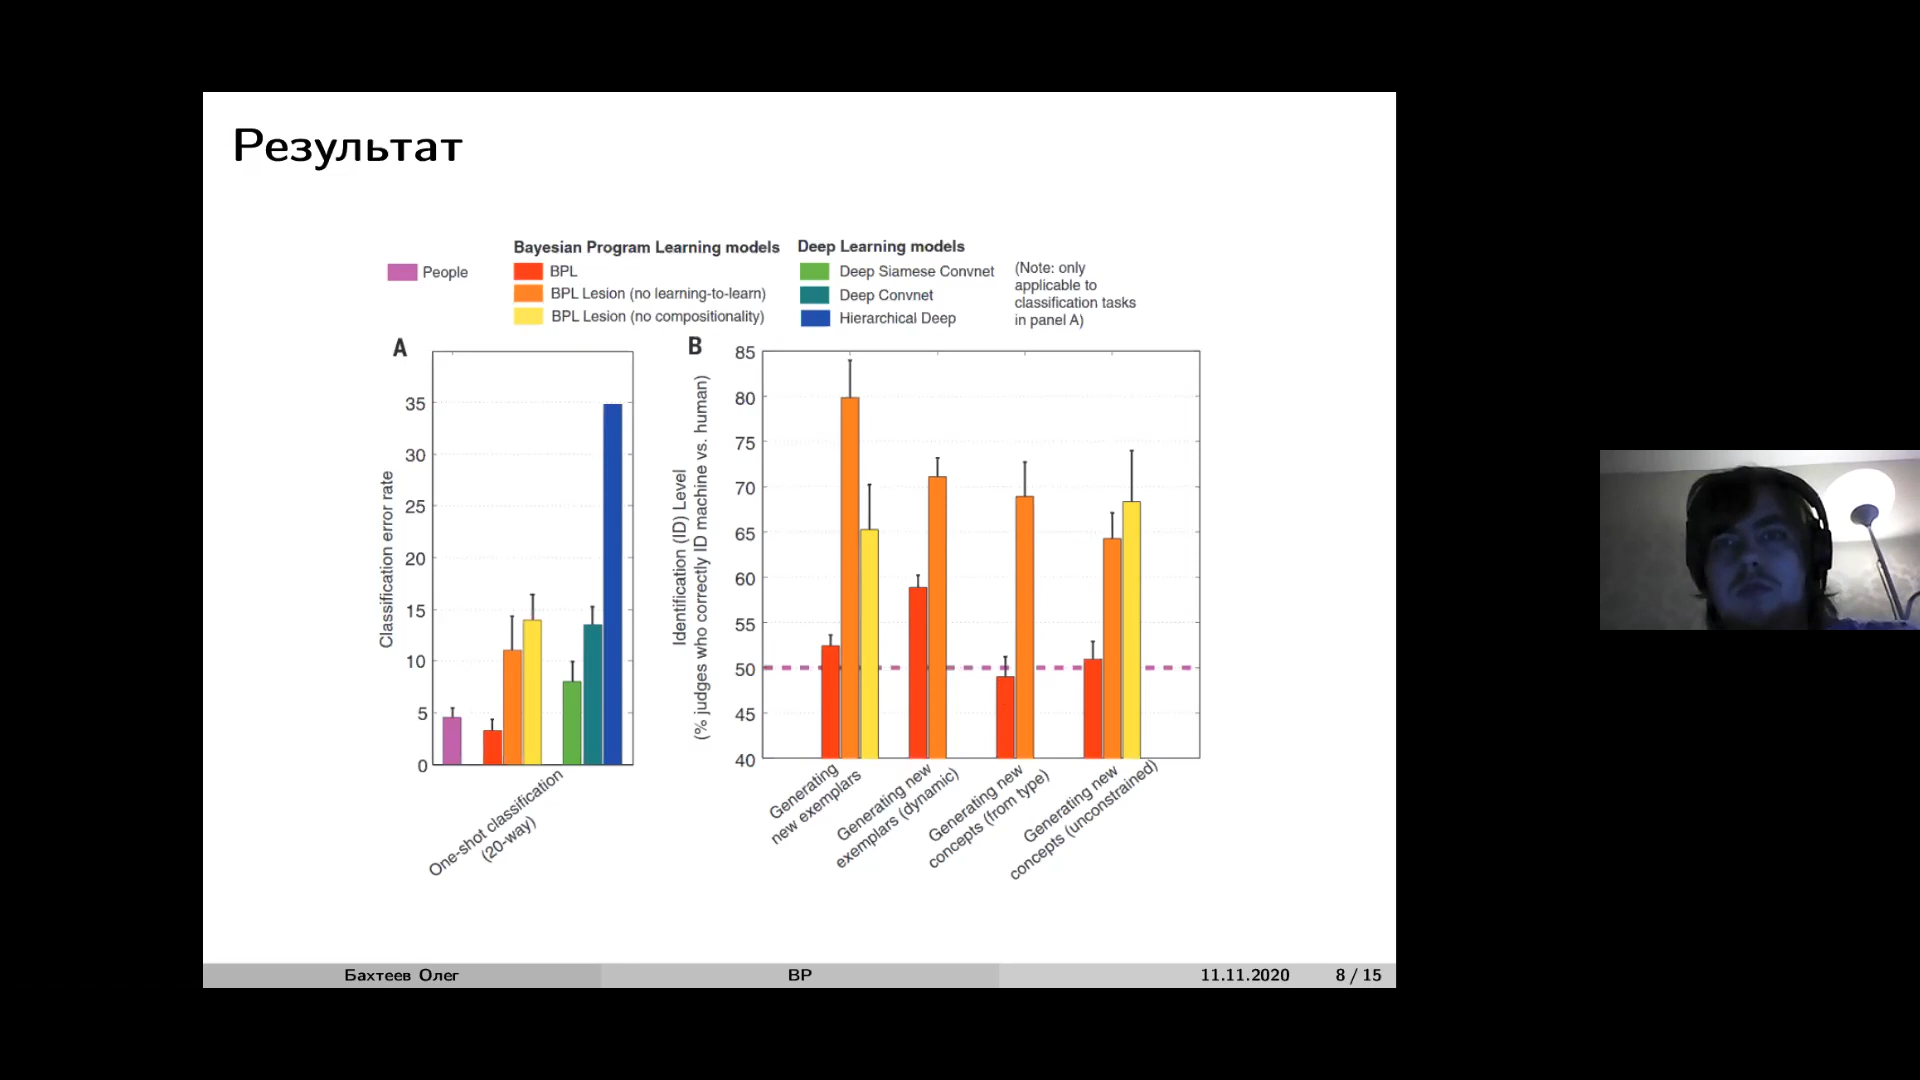 Результат
Bayesian Program Learning models
Deep Learning models
People
BPL
BPL Lesion (no learning-to-learn)
BPL Lesion (no compositionality)
Deep Siamese Convnet
Deep Convnet
Hierarchical Deep
(Note: only
applicable to
classification tasks
in panel A)
A
Classification error rate
35
30
25
20
15
10
5
0
One-shot classification
(20-way)
B
Identification (ID) Level
(% judges who correctly ID machine vs. human)
85
80
75
70
65
60
55
50
45
40
Generating
new exemplars
Generating new
exemplars (dynamic)
Generating new
concepts (from type)
Generating new
concepts (unconstrained)
Бахтеев Олег
BP
11.11.2020
8 / 15